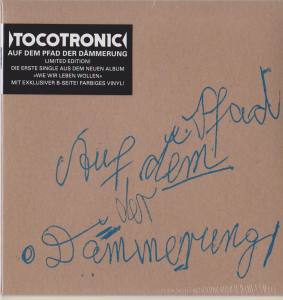 TOCOTRONIC
AUF DEM PFAD DER DÄMMERUNG
LIMITED EDITION!
DIE ERSTE SINGLE AUS DEM NEUEN ALBUM
»WIE WIR LEBEN WOLLEN«
MIT EXKLUSIVER B-SEITE! FARBIGES VINYL!
Auf dem Pfad
der
Dämmerung